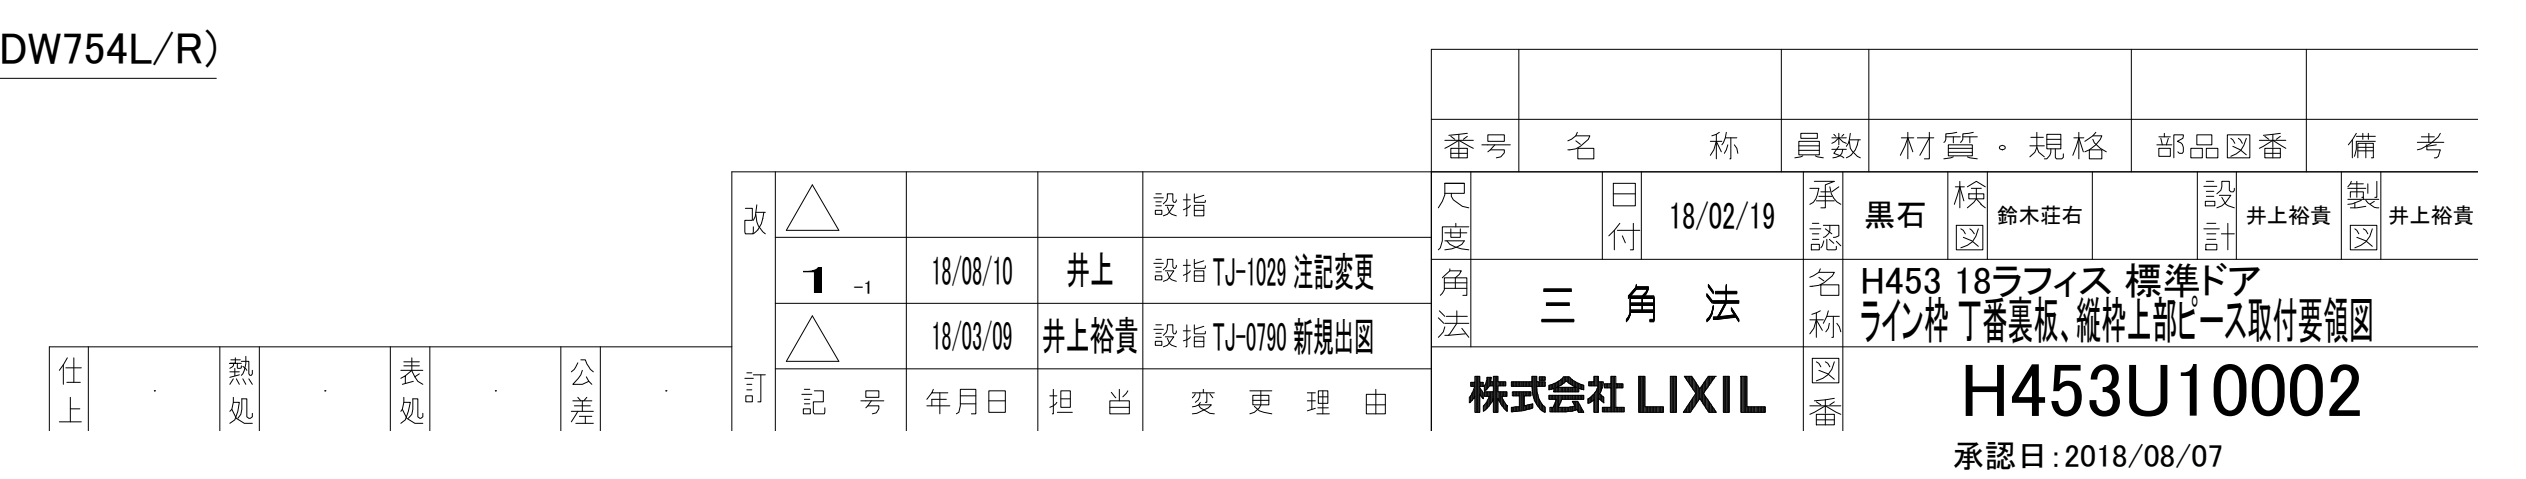 DW754L/R)
番号 名称 員数 材質・規格 部品図番 備考
改訂
設指
1 -1 18/08/10 井上 設指 TJ-1029 注記変更
18/03/09 井上裕貴 設指 TJ-0790 新規出図
記号 年月日 担当 変更理由
尺度 日付 18/02/19 承認 黒石 検図 鈴木荘右 設計 井上裕貴 製図 井上裕貴
角法 三角法 名称 H453 18ラフィス 標準ドア
ライン枠 丁番裏板、縦枠上部ピース取付要領図
仕上 . 熱処 . 表処 . 公差 .
株式会社 LIXIL 図番 H453U10002
承認日:2018/08/07